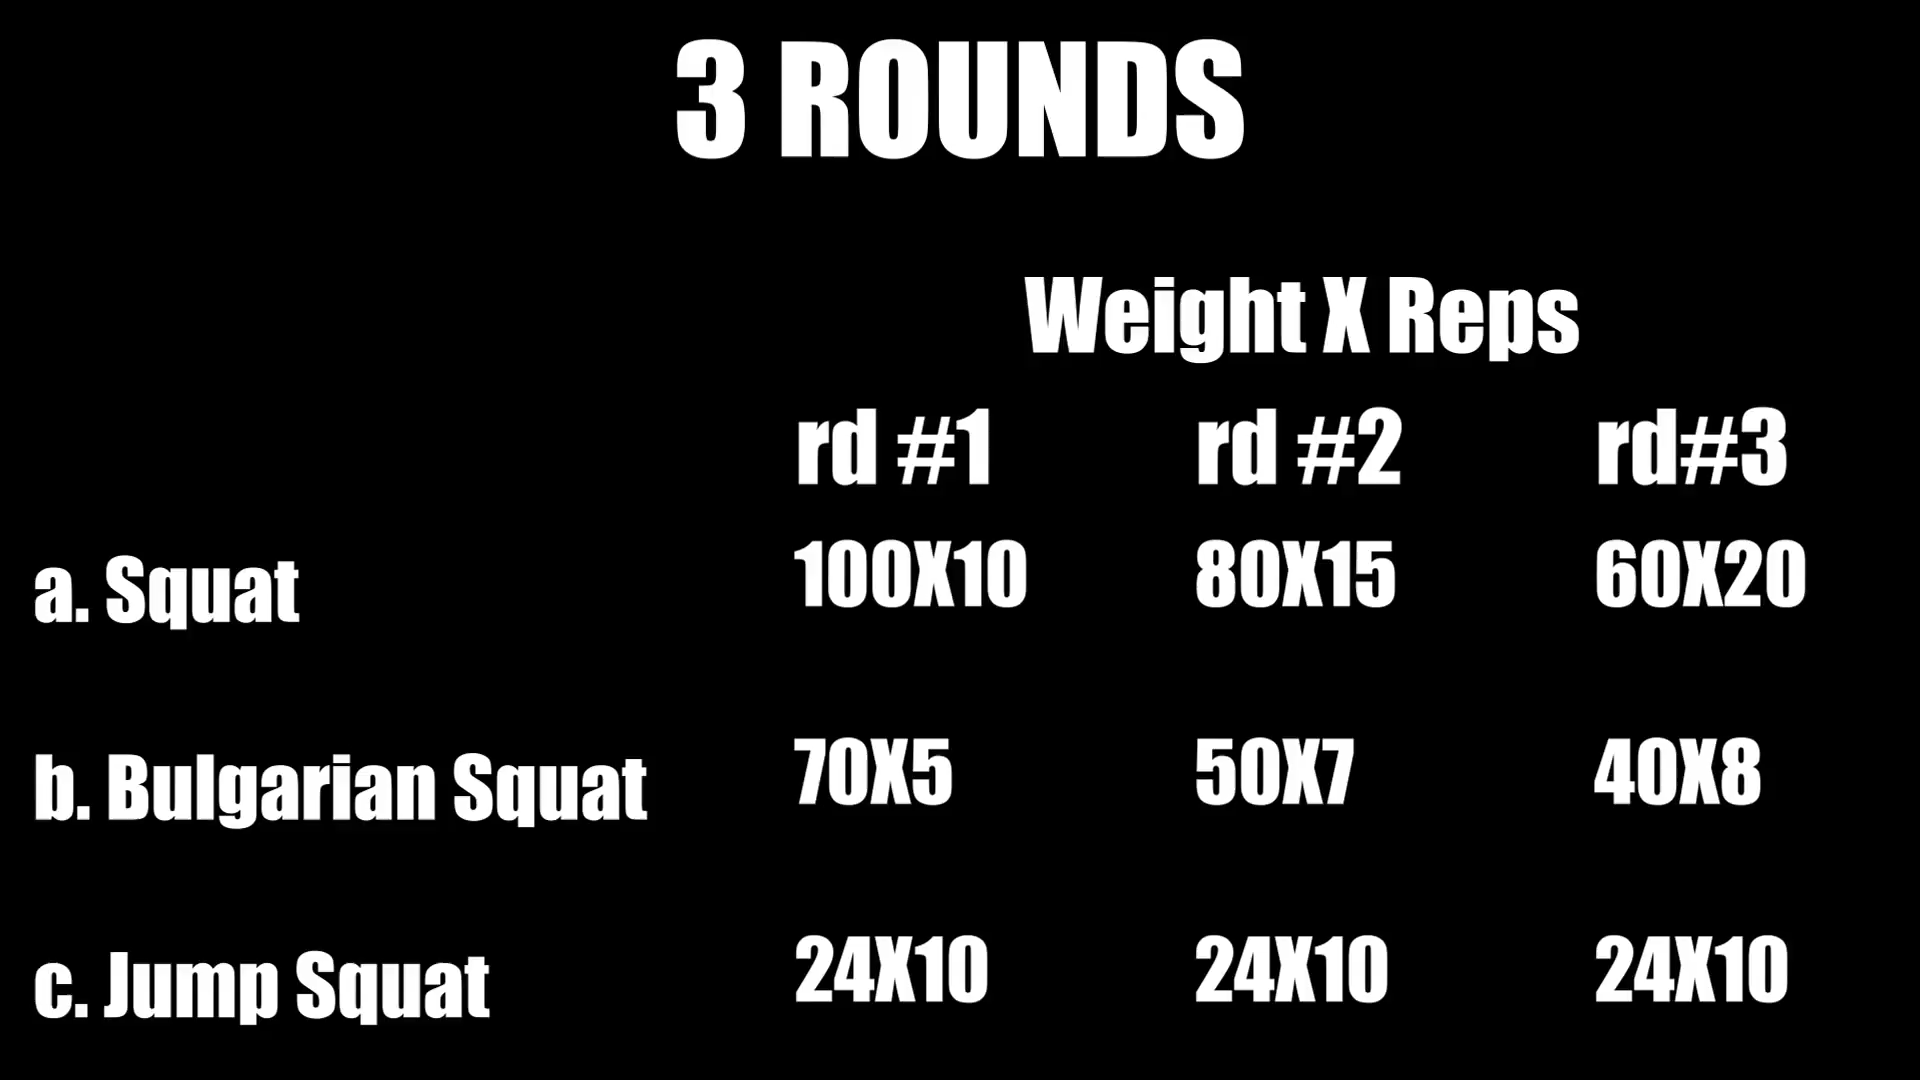 3 ROUNDS
Weight X Reps
rd #1 rd #2 rd#3
a. Squat 100X10 80X15 60X20
b. Bulgarian Squat 70X5 50X7 40X8
c. Jump Squat 24X10 24X10 24X10